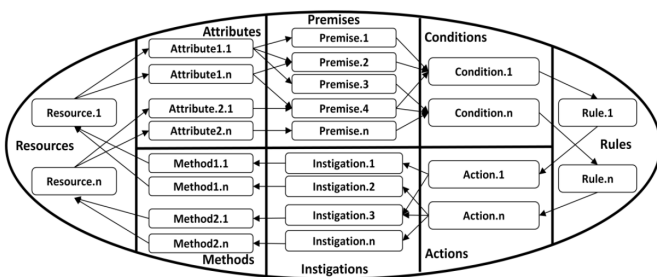 Premises
Attributes
Conditions
Premise.1
Attribute1.1
Premise.2
Attribute1.n
Condition.1
Premise.3
Resource.1
Attribute.2.1
Premise.4
Condition.n
Rule.1
Attribute2.n
Premise.n
Resources
Rules
Method1.1
Instigation.1
Action.1
Resource.n
Rule.n
Method1.n
Instigation.2
Method2.1
Instigation.3
Action.n
Method2.n
Instigation.n
Methods
Actions
Instigations